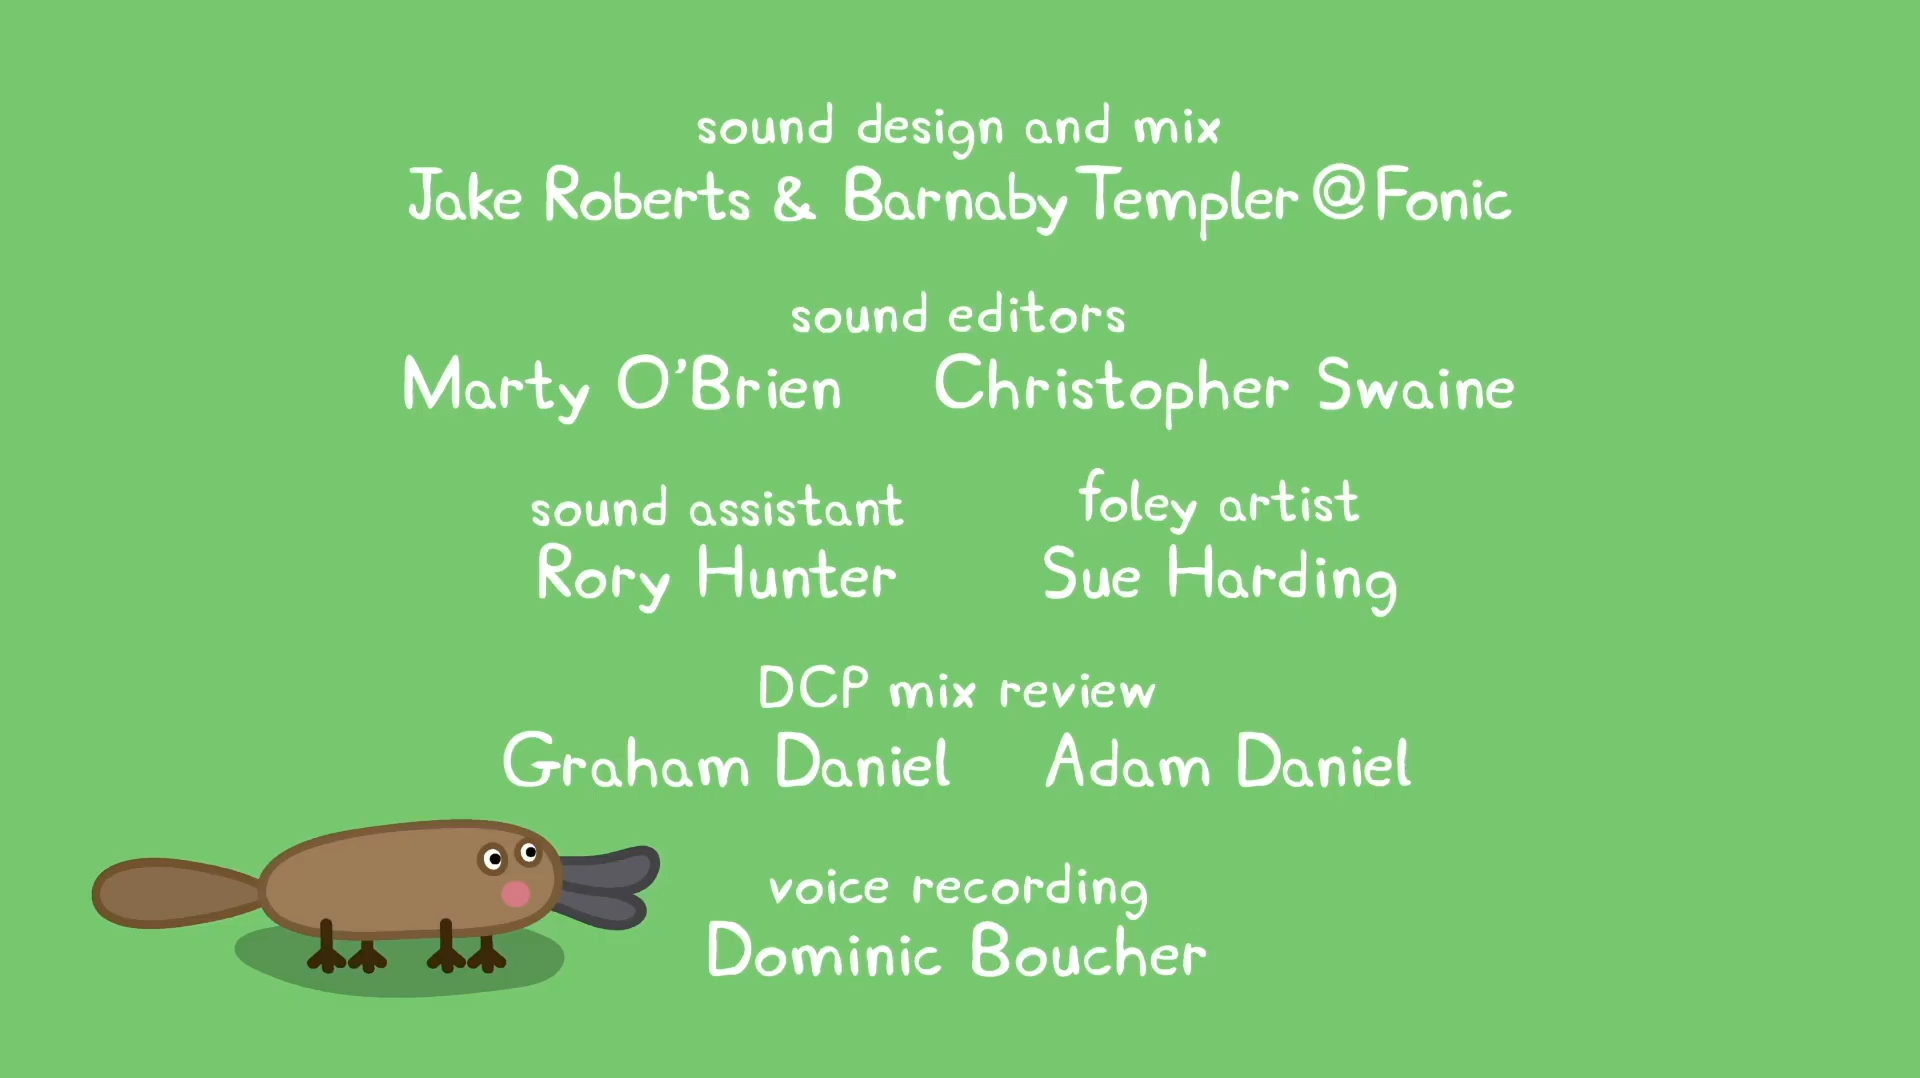 sound design and mix
Jake Roberts & Barnaby Templer @ Fonic
sound editors
Marty O'Brien Christopher Swaine
sound assistant foley artist
Rory Hunter Sue Harding
DCP mix review
Graham Daniel Adam Daniel
voice recording
Dominic Boucher